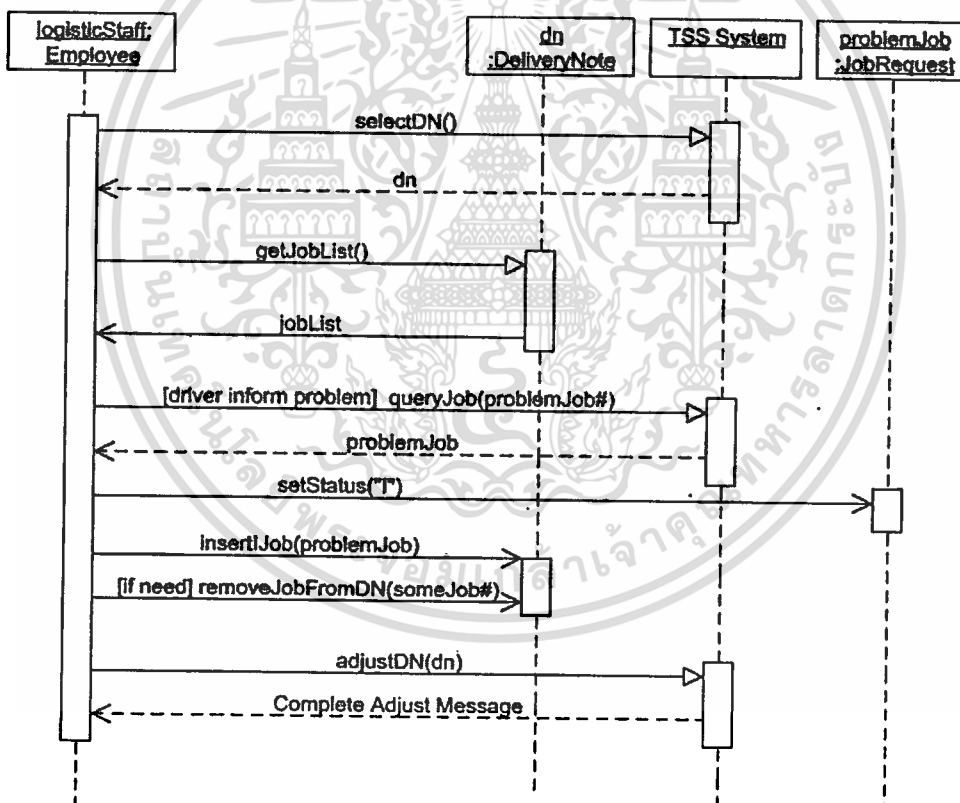 logisticStaff:
Employee
dn
:DeliveryNote
TSS System
problemJob
:JobRequest
selectDN()
dn
getJobList()
jobList
[driver inform problem] queryJob(problemJob#)
problemJob
setStatus("I")
insertIJob(problemJob)
[if need] removeJobFromDN(someJob#)
adjustDN(dn)
Complete Adjust Message